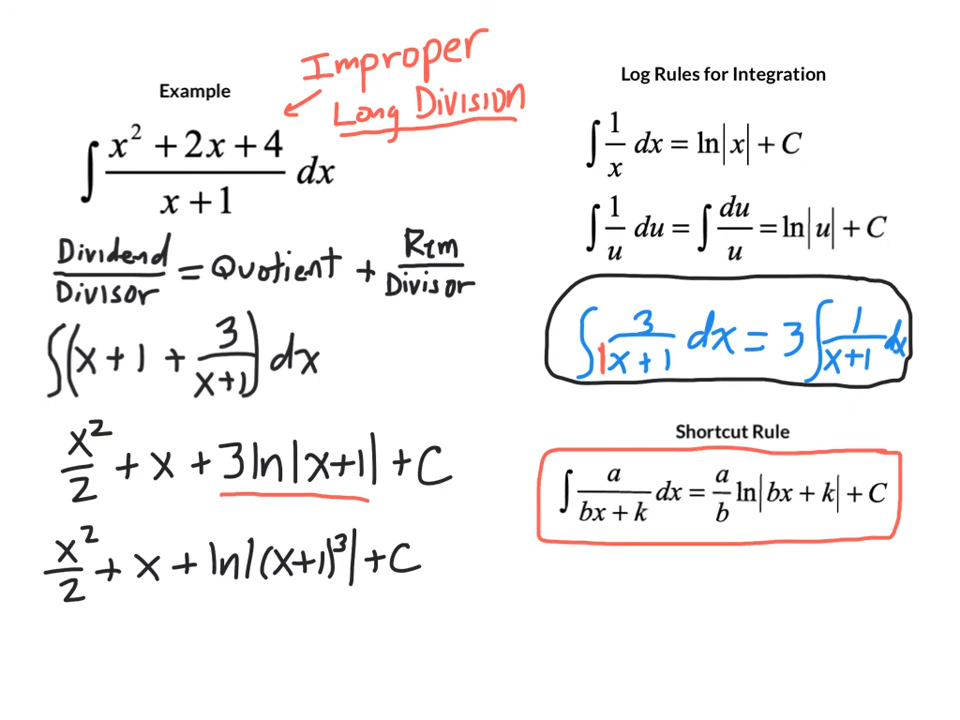 Improper
Long Division
Example
∫ (x² + 2x + 4)/(x + 1) dx
Dividend/Divisor = Quotient + Rem/Divisor
∫(x + 1 + 3/(x+1)) dx
x²/2 + x + 3ln|x+1| + C
x²/2 + x + ln|(x+1)³| + C
Log Rules for Integration
∫ 1/x dx = ln|x| + C
∫ 1/u du = ∫ du/u = ln|u| + C
∫ 3/(1x + 1) dx = 3∫ 1/(x+1) dx
Shortcut Rule
∫ a/(bx + k) dx = a/b ln|bx + k| + C